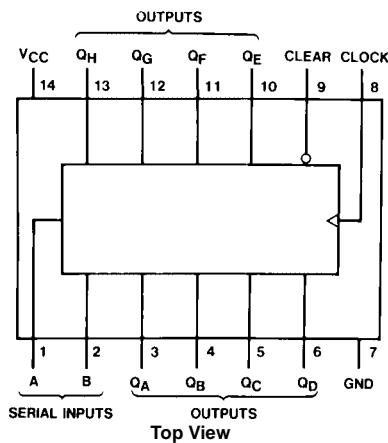 OUTPUTS
VCC QH QG QF QE CLEAR CLOCK
14 13 12 11 10 9 8
1 2 3 4 5 6 7
A B QA QB QC QD GND
SERIAL INPUTS OUTPUTS
Top View